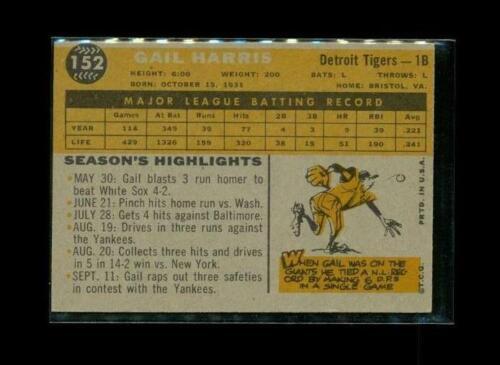 152
GAIL HARRIS
Detroit Tigers — 1B
HEIGHT: 6:00 WEIGHT: 200 BATS: L THROWS: L
BORN: OCTOBER 15, 1931 HOME: BRISTOL, VA.
MAJOR LEAGUE BATTING RECORD
Games At Bat Runs Hits 2B 3B HR RBI Avg.
YEAR 114 349 39 77 4 3 9 39 .221
LIFE 429 1326 159 320 38 15 51 190 .241
SEASON'S HIGHLIGHTS
• MAY 30: Gail blasts 3 run homer to
beat White Sox 4-2.
• JUNE 21: Pinch hits home run vs. Wash.
• JULY 28: Gets 4 hits against Baltimore.
• AUG. 19: Drives in three runs against
the Yankees.
• AUG. 20: Collects three hits and drives
in 5 in 14-2 win vs. New York.
• SEPT. 11: Gail raps out three safeties
in contest with the Yankees.
WHEN GAIL WAS ON THE
GIANTS HE TIED A N.L. REC-
ORD BY MAKING 6 D.P.S
IN A SINGLE GAME
©T.C.G. PRTD. IN U.S.A.